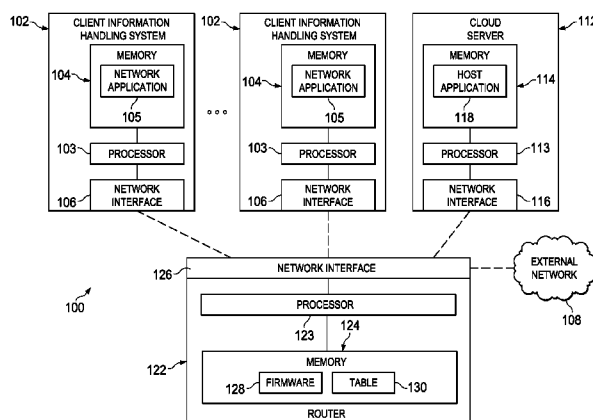 102
CLIENT INFORMATION
HANDLING SYSTEM
MEMORY
104
NETWORK
APPLICATION
105
103
PROCESSOR
106
NETWORK
INTERFACE
102
CLIENT INFORMATION
HANDLING SYSTEM
MEMORY
104
NETWORK
APPLICATION
105
103
PROCESSOR
106
NETWORK
INTERFACE
CLOUD
SERVER
112
MEMORY
114
HOST
APPLICATION
118
PROCESSOR
113
NETWORK
INTERFACE
116
126
NETWORK INTERFACE
EXTERNAL
NETWORK
108
100
PROCESSOR
123
124
122
MEMORY
128
FIRMWARE
TABLE
130
ROUTER